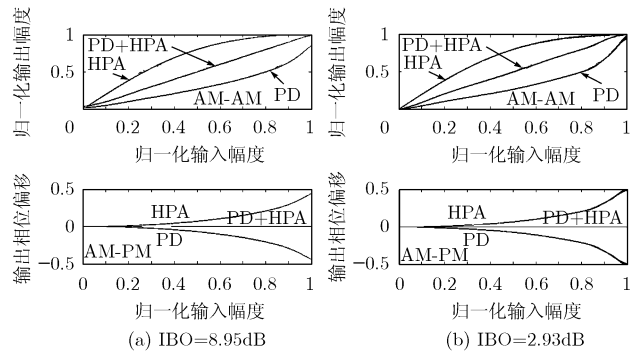 归一化输出幅度
1
0.5
PD+HPA
HPA
AM-AM
PD
0
0.2
0.4
0.6
0.8
1
归一化输入幅度
归一化输出幅度
1
0.5
PD+HPA
HPA
AM-AM
PD
0
0.2
0.4
0.6
0.8
1
归一化输入幅度
输出相位偏移
0.5
0
−0.5
HPA
PD+HPA
PD
AM-PM
0
0.2
0.4
0.6
0.8
1
归一化输入幅度
(a) IBO=8.95dB
输出相位偏移
0.5
0
−0.5
HPA
PD+HPA
PD
AM-PM
0
0.2
0.4
0.6
0.8
1
归一化输入幅度
(b) IBO=2.93dB